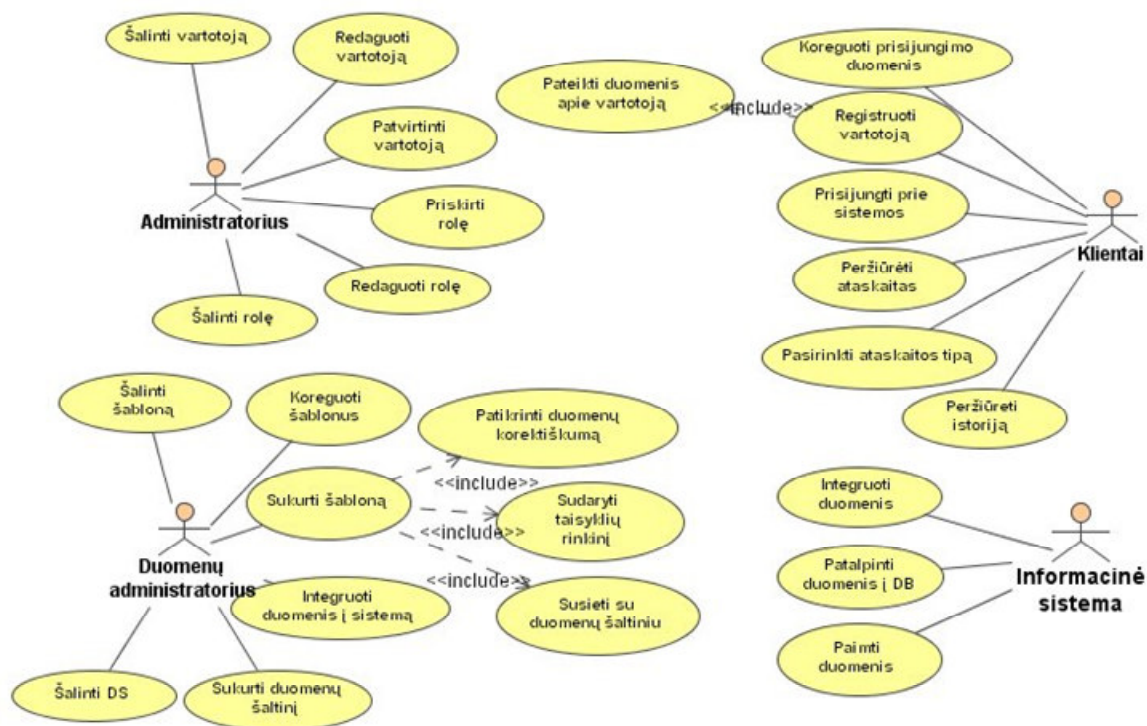 Šalinti vartotoją
Redaguoti
vartotoją
Patvirtinti
vartotoją
Priskirti
rolę
Redaguoti rolę
Šalinti rolę
Administratorius
Pateikti duomenis
apie vartotoją
<<include>>
Koreguoti prisijungimo
duomenis
Registruoti
vartotoją
Prisijungti prie
sistemos
Peržiūrėti
ataskaitas
Pasirinkti ataskaitos tipą
Peržiūrėti
istoriją
Klientai
Šalinti
šabloną
Koreguoti
šablonus
Sukurti šabloną
Patikrinti duomenų
korektiškumą
<<include>>
Sudaryti
taisyklių
rinkinį
<<include>>
Susieti su
duomenų šaltiniu
<<include>>
Duomenų
administratorius
Integruoti
duomenis į sistemą
Šalinti DS
Sukurti duomenų
šaltinį
Integruoti
duomenis
Patalpinti
duomenis į DB
Paimti
duomenis
Informacinė
sistema